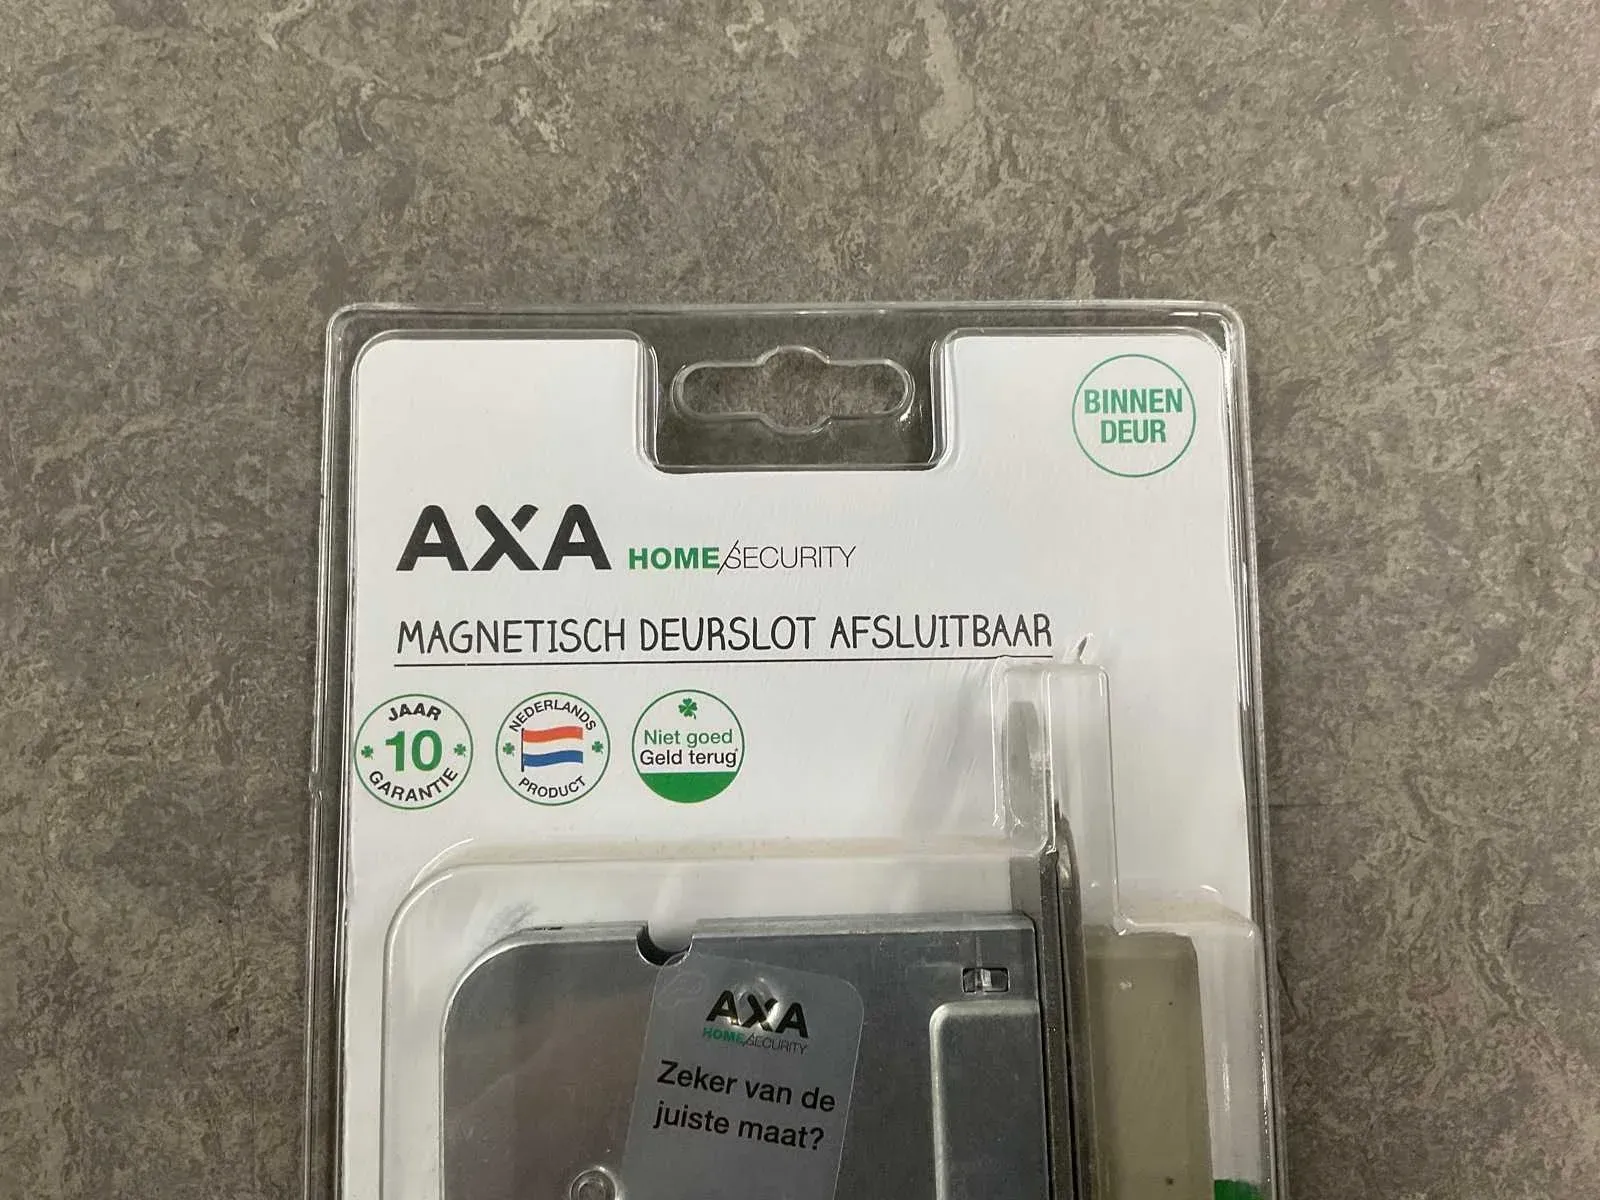 BINNEN
DEUR
AXA HOME/SECURITY
MAGNETISCH DEURSLOT AFSLUITBAAR
JAAR
10
GARANTIE
NEDERLANDS
PRODUCT
Niet goed
Geld terug*
AXA
HOME/SECURITY
Zeker van de
juiste maat?